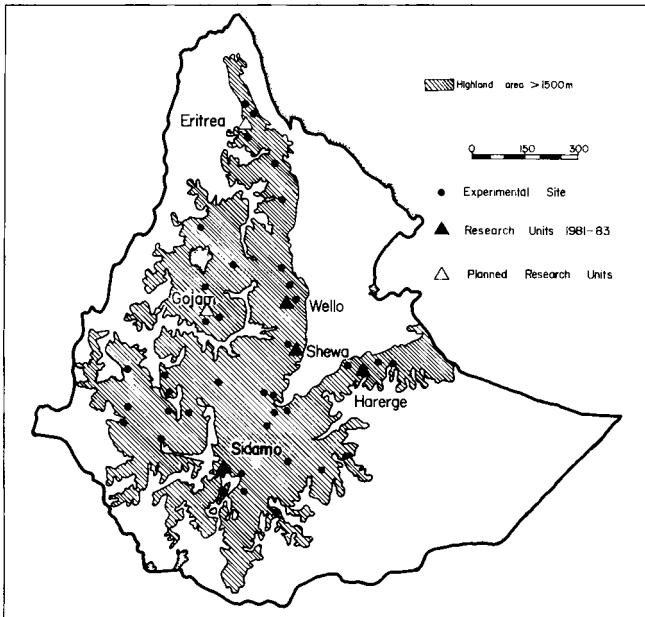 Highland area >1500m
Eritrea
0 150 300
Experimental Site
Research Units 1981-83
Planned Research Units
Gojam
Wello
Shewa
Harerge
Sidamo